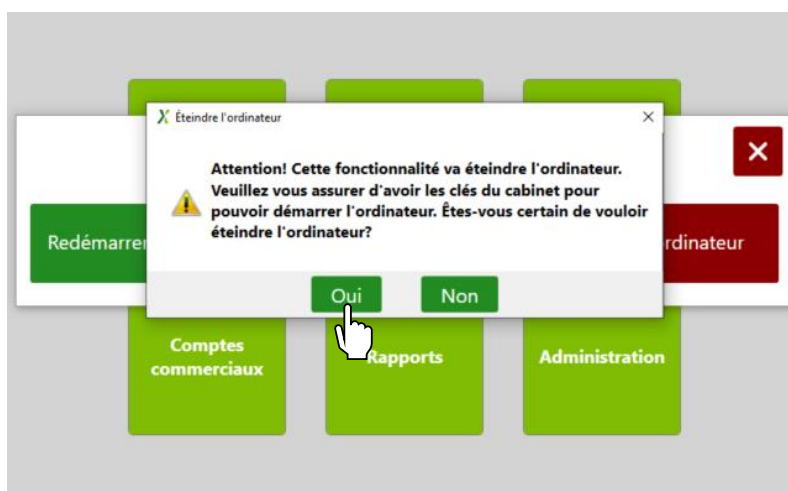 Éteindre l'ordinateur
Attention! Cette fonctionnalité va éteindre l'ordinateur.
Veuillez vous assurer d'avoir les clés du cabinet pour
pouvoir démarrer l'ordinateur. Êtes-vous certain de vouloir
éteindre l'ordinateur?
Redémarrer
rdinateur
Oui
Non
Comptes
commerciaux
Rapports
Administration